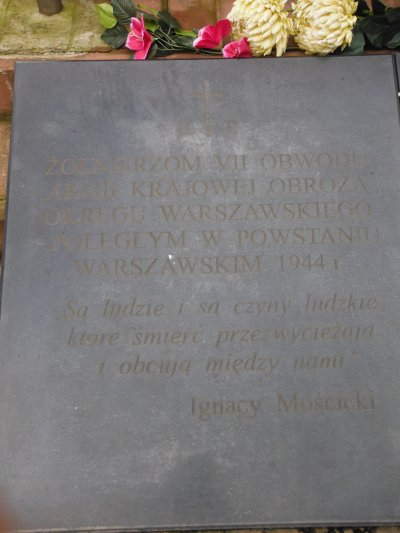 Ś † P
ŻOŁNIERZOM VII OBWODU
ARMII KRAJOWEJ OBROŻA
OKRĘGU WARSZAWSKIEGO
POLEGŁYM W POWSTANIU
WARSZAWSKIM 1944 r
„Są ludzie i są czyny ludzkie
które śmierć przezwyciężają
i obcują między nami"
Ignacy Mościcki